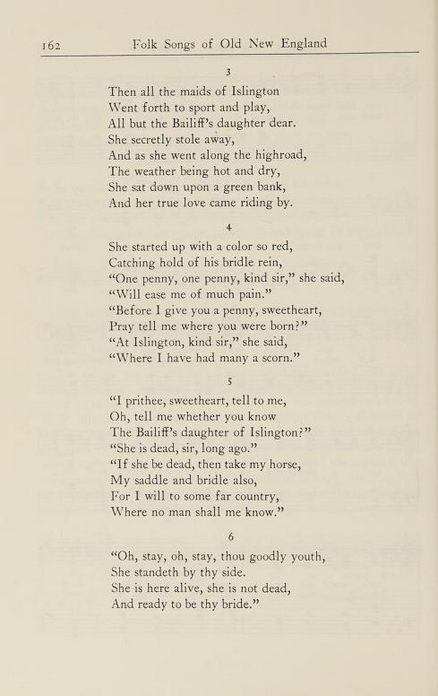 162 Folk Songs of Old New England
3
Then all the maids of Islington
Went forth to sport and play,
All but the Bailiff's daughter dear.
She secretly stole away,
And as she went along the highroad,
The weather being hot and dry,
She sat down upon a green bank,
And her true love came riding by.
4
She started up with a color so red,
Catching hold of his bridle rein,
“One penny, one penny, kind sir,” she said,
“Will ease me of much pain.”
“Before I give you a penny, sweetheart,
Pray tell me where you were born?”
“At Islington, kind sir,” she said,
“Where I have had many a scorn.”
5
“I prithee, sweetheart, tell to me,
Oh, tell me whether you know
The Bailiff's daughter of Islington?”
“She is dead, sir, long ago.”
“If she be dead, then take my horse,
My saddle and bridle also,
For I will to some far country,
Where no man shall me know.”
6
“Oh, stay, oh, stay, thou goodly youth,
She standeth by thy side.
She is here alive, she is not dead,
And ready to be thy bride.”